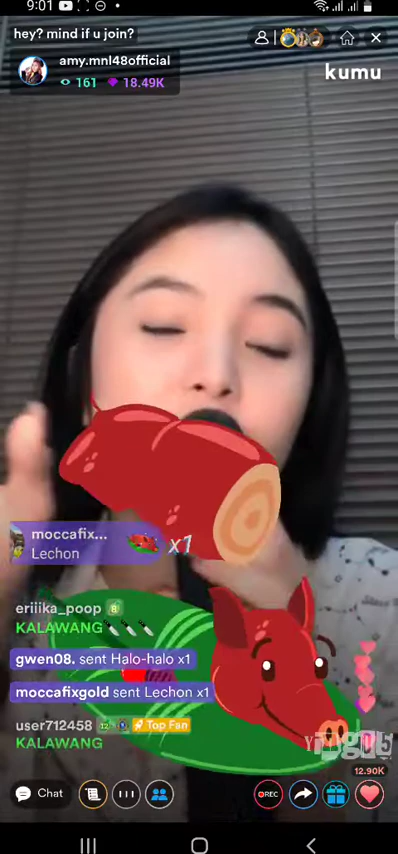 9:01
hey? mind if u join?
amy.mnl48official
161 18.49K
kumu
moccafix...
Lechon
x1
eriiika_poop 8
KALAWANG
gwen08. sent Halo-halo x1
moccafixgold sent Lechon x1
user712458 Top Fan
KALAWANG
12.90K
Chat
REC